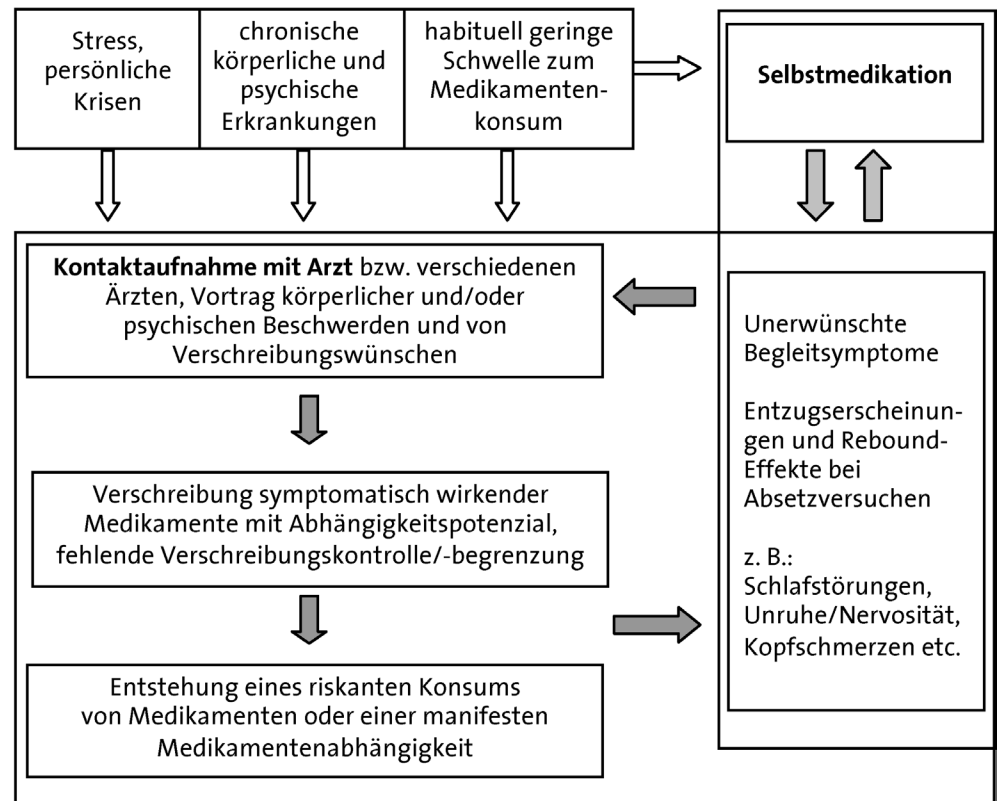 Stress,
persönliche
Krisen
chronische
körperliche und
psychische
Erkrankungen
habituell geringe
Schwelle zum
Medikamenten-
konsum
Selbstmedikation
Kontaktaufnahme mit Arzt bzw. verschiedenen
Ärzten, Vortrag körperlicher und/oder
psychischen Beschwerden und von
Verschreibungswünschen
Verschreibung symptomatisch wirkender
Medikamente mit Abhängigkeitspotenzial,
fehlende Verschreibungskontrolle/-begrenzung
Entstehung eines riskanten Konsums
von Medikamenten oder einer manifesten
Medikamentenabhängigkeit
Unerwünschte
Begleitsymptome
Entzugserscheinun-
gen und Rebound-
Effekte bei
Absetzversuchen
z. B.:
Schlafstörungen,
Unruhe/Nervosität,
Kopfschmerzen etc.